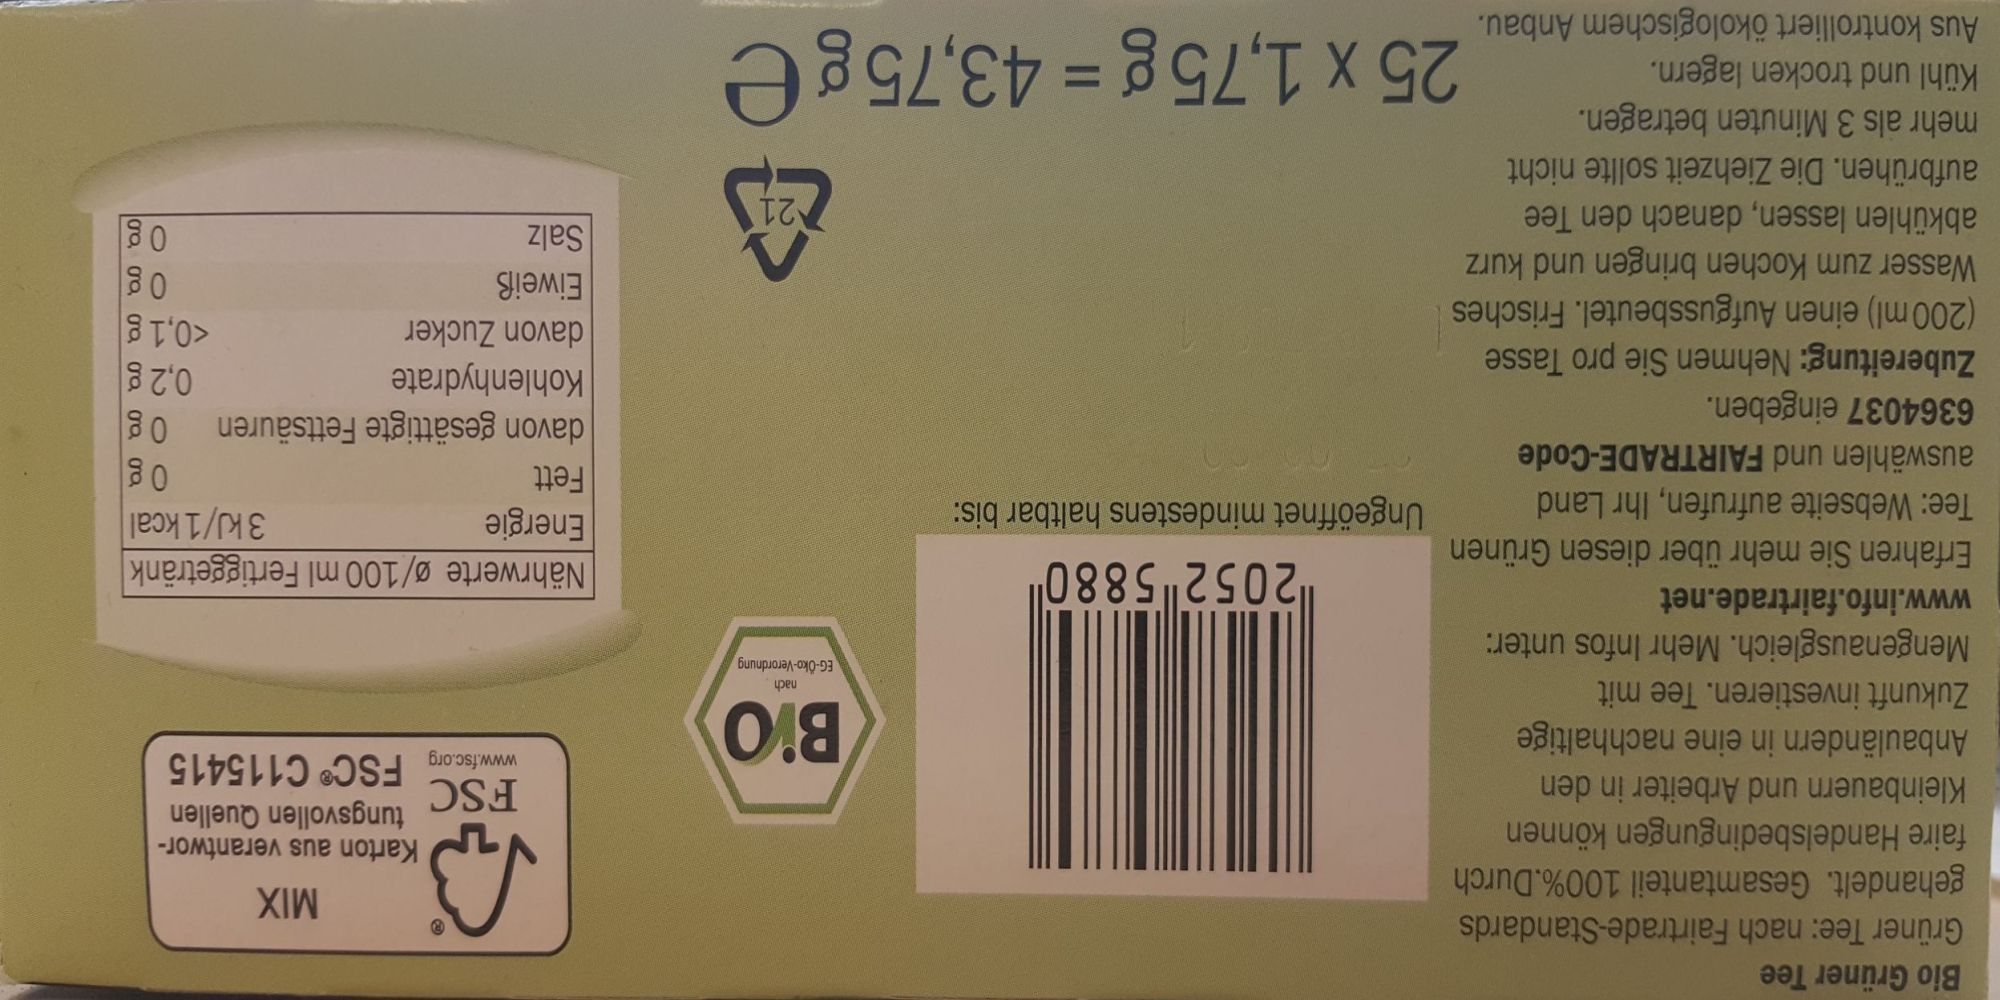 Bio Grüner Tee
Grüner Tee: nach Fairtrade-Standards
gehandelt. Gesamtanteil 100%.Durch
faire Handelsbedingungen können
Kleinbauern und Arbeiter in den
Anbauländern in eine nachhaltige
Zukunft investieren. Tee mit
Mengenausgleich. Mehr Infos unter:
www.info.fairtrade.net
Erfahren Sie mehr über diesen Grünen
Tee: Webseite aufrufen, Ihr Land
auswählen und FAIRTRADE-Code
6364037 eingeben.
Zubereitung: Nehmen Sie pro Tasse
(200 ml) einen Aufgussbeutel. Frisches
Wasser zum Kochen bringen und kurz
abkühlen lassen, danach den Tee
aufbrühen. Die Ziehzeit sollte nicht
mehr als 3 Minuten betragen.
Kühl und trocken lagern.
Aus kontrolliert ökologischem Anbau.
2052 5880
Ungeöffnet mindestens haltbar bis:
Bio
nach
EG-Öko-Verordnung
21
25 x 1,75 g = 43,75 g e
®
MIX
Karton aus verantwor-
tungsvollen Quellen
FSC
www.fsc.org
FSC® C115415
Nährwerte ø/100 ml Fertiggetränk
Energie 3 kJ/1 kcal
Fett 0 g
davon gesättigte Fettsäuren 0 g
Kohlenhydrate 0,2 g
davon Zucker <0,1 g
Eiweiß 0 g
Salz 0 g